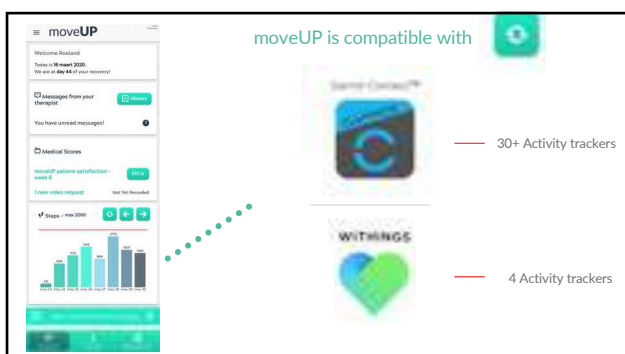 moveUP
Welcome Roeland
Today is 16 maart 2020.
We are at day 44 of your recovery!
Messages from your
therapist
History
You have unread messages!
Medical Scores
moveUP patiens satisfaction -
week 6
Fill in
1 new video request
Not Yet Recorded
Steps - max 2000
moveUP is compatible with
Garmin Connect™
30+ Activity trackers
WITHINGS
4 Activity trackers